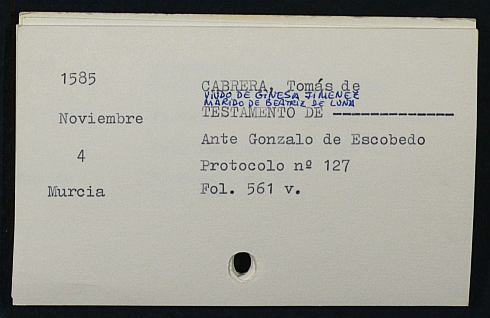 1585
Noviembre
4
Murcia
CABRERA, Tomás de
VIUDO DE GINESA JIMENEZ
MARIDO DE BEATRIZ DE LUNA
TESTAMENTO DE ----------------
Ante Gonzalo de Escobedo
Protocolo nº 127
Fol. 561 v.